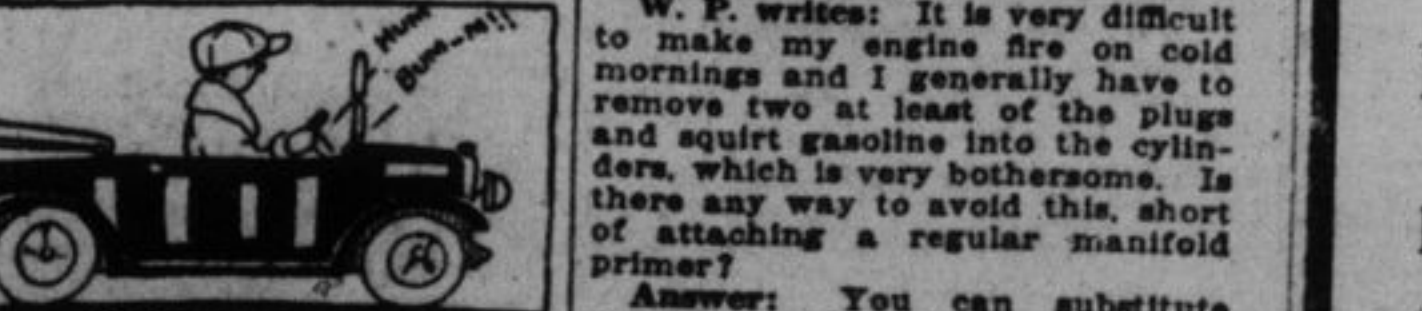 Hum
Bum-m!!
W. P. writes: It is very difficult
to make my engine fire on cold
mornings and I generally have to
remove two at least of the plugs
and squirt gasoline into the cylin-
ders, which is very bothersome. Is
there any way to avoid this, short
of attaching a regular manifold
primer?
Answer: You can substitute